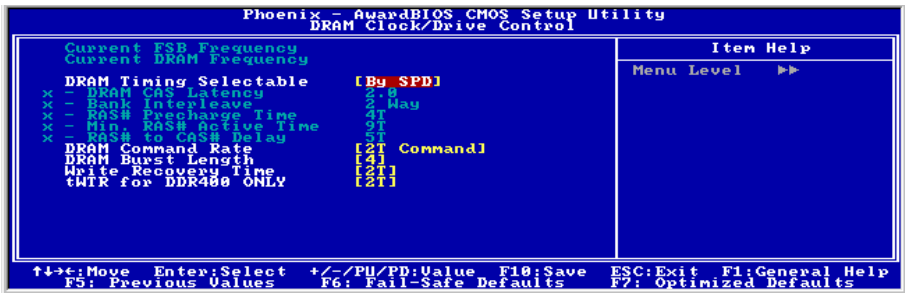 Phoenix - AwardBIOS CMOS Setup Utility
DRAM Clock/Drive Control
Current FSB Frequency
Current DRAM Frequency
DRAM Timing Selectable [By SPD]
x - DRAM CAS Latency 2.0
x - Bank Interleave 2 Way
x - RAS# Precharge Time 4T
x - Min. RAS# Active Time 9T
x - RAS# to CAS# Delay 5T
DRAM Command Rate [2T Command]
DRAM Burst Length [4]
Write Recovery Time [2T]
tWTR for DDR400 ONLY [2T]
Item Help
Menu Level ▶▶
↑↓→←:Move Enter:Select +/-/PU/PD:Value F10:Save ESC:Exit F1:General Help
F5: Previous Values F6: Fail-Safe Defaults F7: Optimized Defaults